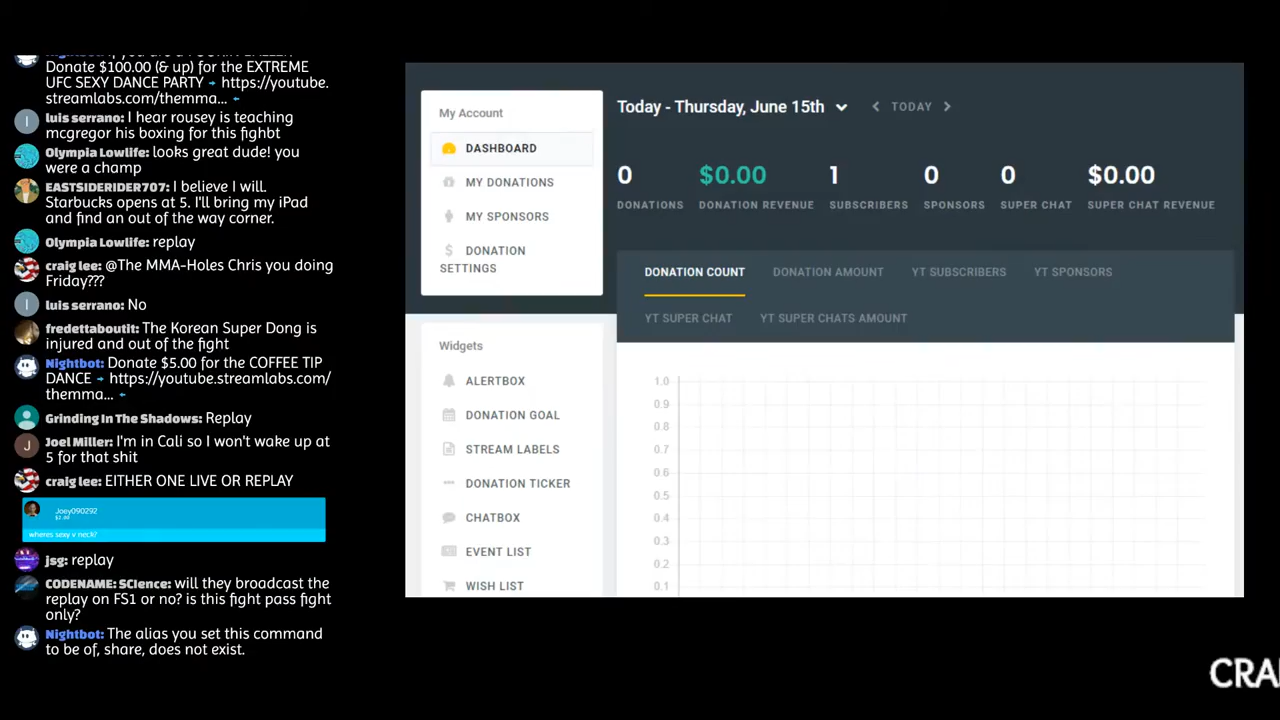 Donate $100.00 (& up) for the EXTREME
UFC SEXY DANCE PARTY → https://youtube.
streamlabs.com/themma... ←
luis serrano: I hear rousey is teaching
mcgregor his boxing for this fighbt
Olympia Lowlife: looks great dude! you
were a champ
EASTSIDERIDER707: I believe I will.
Starbucks opens at 5. I'll bring my iPad
and find an out of the way corner.
Olympia Lowlife: replay
craig lee: @The MMA-Holes Chris you doing
Friday???
luis serrano: No
fredettaboutit: The Korean Super Dong is
injured and out of the fight
Nightbot: Donate $5.00 for the COFFEE TIP
DANCE → https://youtube.streamlabs.com/
themma... ←
Grinding In The Shadows: Replay
Joel Miller: I'm in Cali so I won't wake up at
5 for that shit
craig lee: EITHER ONE LIVE OR REPLAY
Joey090292
wheres sexy v neck?
jsg: replay
CODENAME: SCIence: will they broadcast the
replay on FS1 or no? is this fight pass fight
only?
Nightbot: The alias you set this command
to be of, share, does not exist.
My Account
DASHBOARD
MY DONATIONS
MY SPONSORS
DONATION
SETTINGS
Widgets
ALERTBOX
DONATION GOAL
STREAM LABELS
DONATION TICKER
CHATBOX
EVENT LIST
WISH LIST
Today - Thursday, June 15th
TODAY
0 $0.00 1 0 0 $0.00
DONATIONS DONATION REVENUE SUBSCRIBERS SPONSORS SUPER CHAT SUPER CHAT REVENUE
DONATION COUNT DONATION AMOUNT YT SUBSCRIBERS YT SPONSORS
YT SUPER CHAT YT SUPER CHATS AMOUNT
1.0
0.9
0.8
0.7
0.6
0.5
0.4
0.3
0.2
0.1
CRA